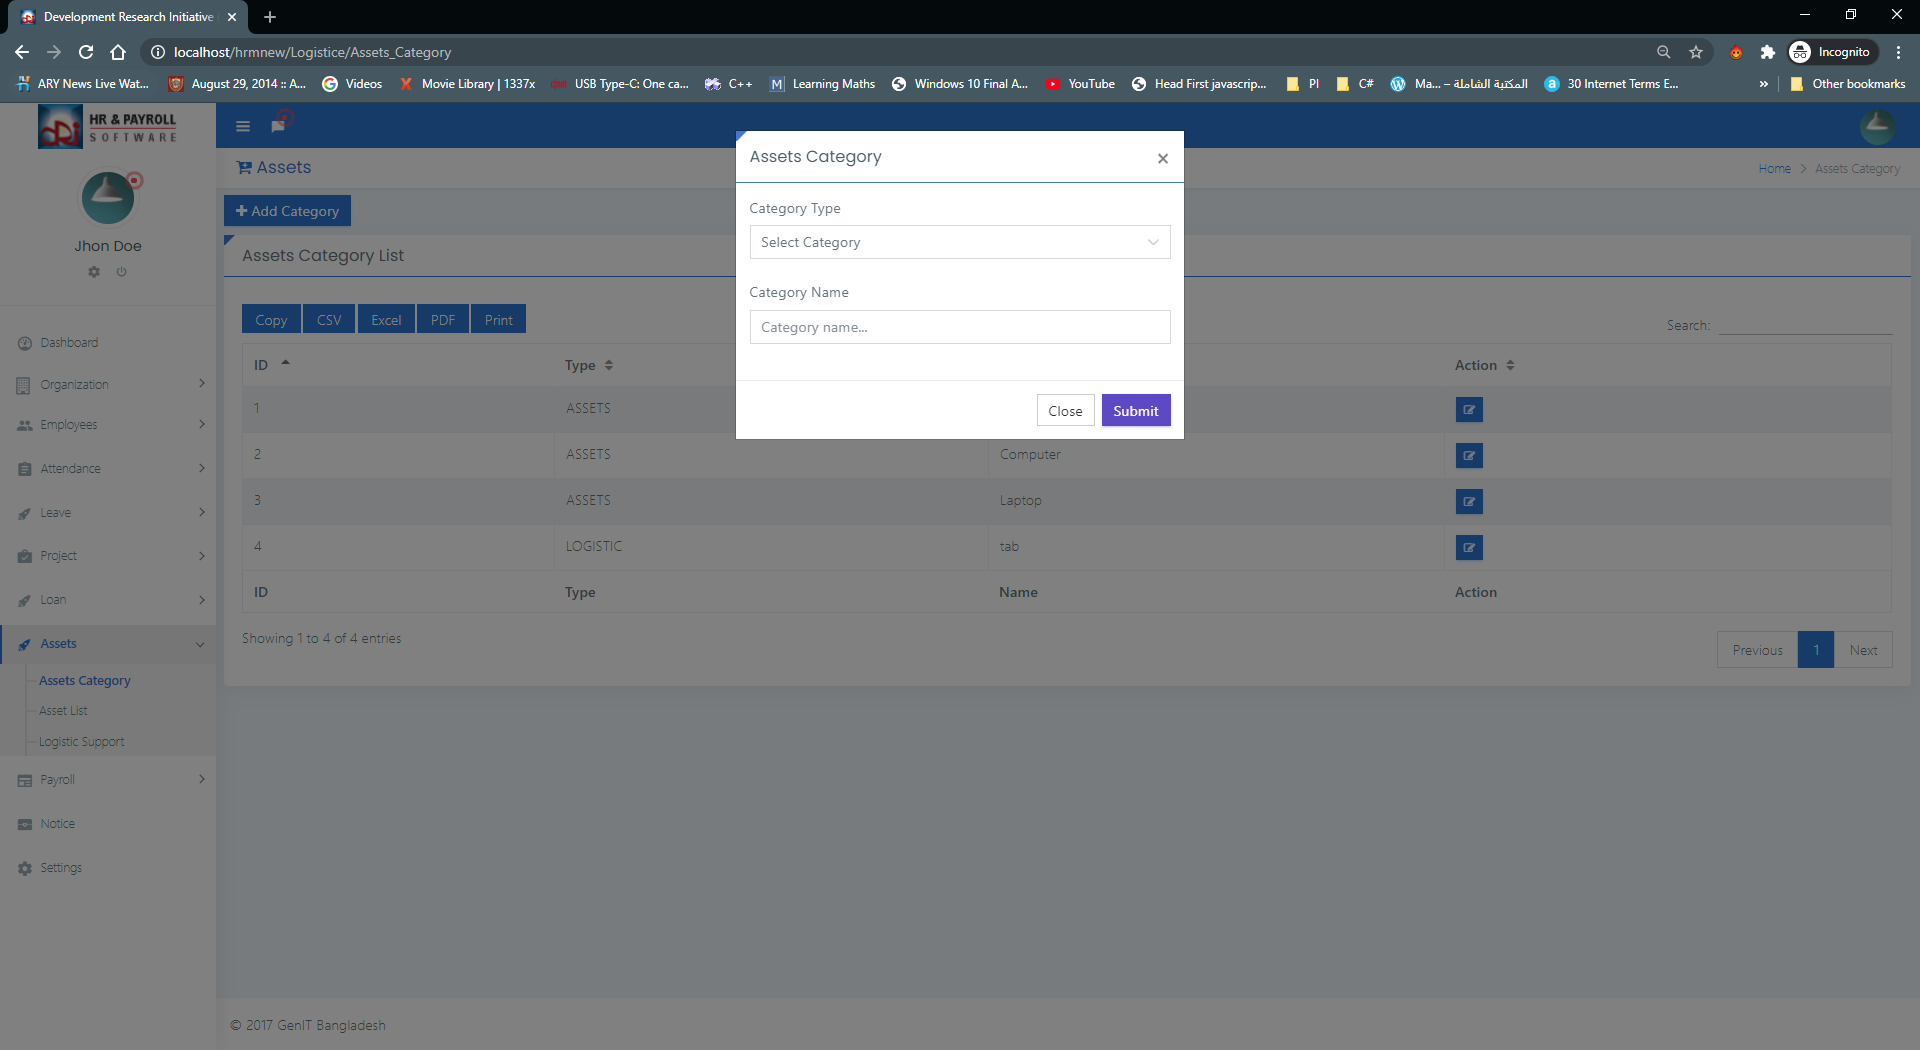 Development Research Initiative
localhost/hrmnew/Logistice/Assets_Category
Incognito
ARY News Live Wat...
August 29, 2014 :: A...
Videos
Movie Library | 1337x
USB Type-C: One ca...
C++
Learning Maths
Windows 10 Final A...
YouTube
Head First javascrip...
PI
C#
Ma... – المكتبة الشاملة
30 Internet Terms E...
»
Other bookmarks
HR & PAYROLL
SOFTWARE
Jhon Doe
Dashboard
Organization
Employees
Attendance
Leave
Project
Loan
Assets
Assets Category
Asset List
Logistic Support
Payroll
Notice
Settings
Assets
Home > Assets Category
Add Category
Assets Category List
Copy CSV Excel PDF Print
Search:
ID Type Action
1 ASSETS
2 ASSETS Computer
3 ASSETS Laptop
4 LOGISTIC tab
ID Type Name Action
Showing 1 to 4 of 4 entries
Previous 1 Next
Assets Category
×
Category Type
Select Category
Category Name
Category name...
Close Submit
© 2017 GenIT Bangladesh